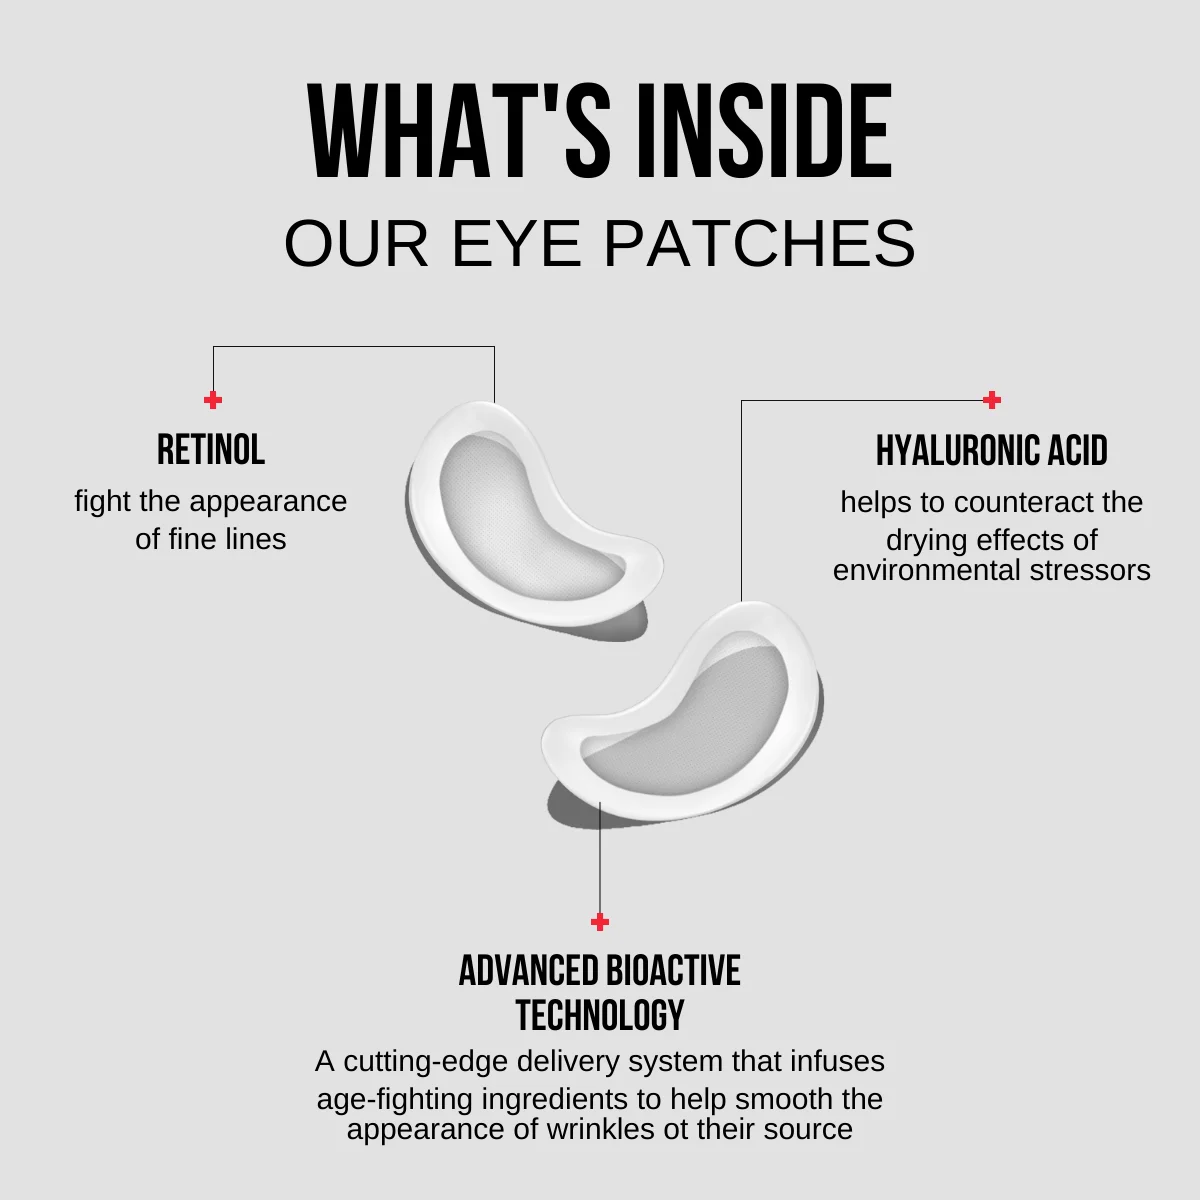 WHAT'S INSIDE
OUR EYE PATCHES
RETINOL
fight the appearance
of fine lines
HYALURONIC ACID
helps to counteract the
drying effects of
environmental stressors
ADVANCED BIOACTIVE
TECHNOLOGY
A cutting-edge delivery system that infuses
age-fighting ingredients to help smooth the
appearance of wrinkles ot their source